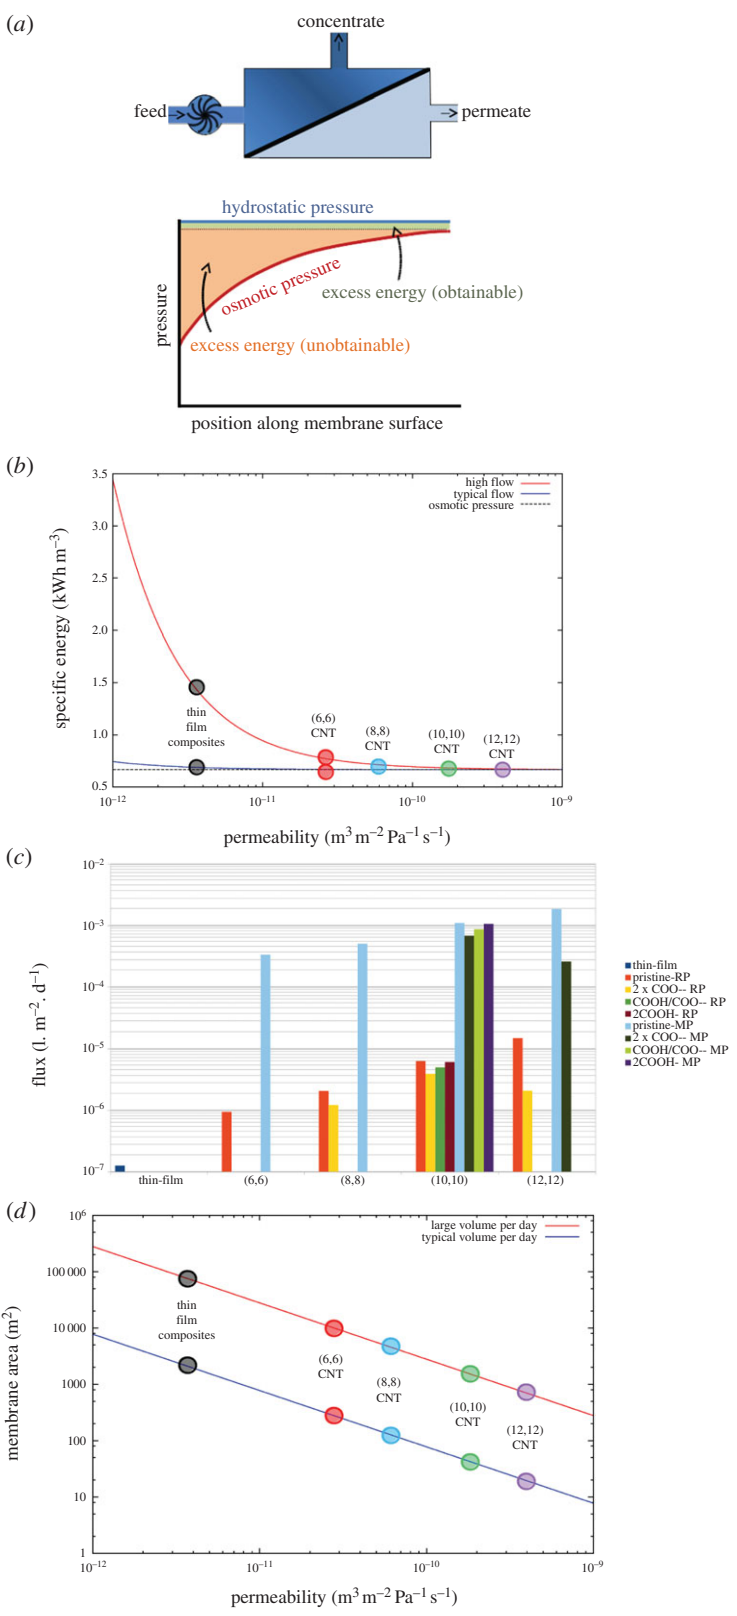 (a)
concentrate
feed
permeate
hydrostatic pressure
pressure
osmotic pressure
excess energy (obtainable)
excess energy (unobtainable)
position along membrane surface
(b)
specific energy (kWh m⁻³)
3.5
3.0
2.5
2.0
1.5
1.0
0.5
high flow
typical flow
osmotic pressure
thin
film
composites
(6,6)
CNT
(8,8)
CNT
(10,10)
CNT
(12,12)
CNT
10⁻¹² 10⁻¹¹ 10⁻¹⁰ 10⁻⁹
permeability (m³ m⁻² Pa⁻¹ s⁻¹)
(c)
flux (l. m⁻². d⁻¹)
10⁻²
10⁻³
10⁻⁴
10⁻⁵
10⁻⁶
10⁻⁷
thin-film (6,6) (8,8) (10,10) (12,12)
thin-film
pristine-RP
2 x COO-- RP
COOH/COO-- RP
2COOH- RP
pristine-MP
2 x COO-- MP
COOH/COO-- MP
2COOH- MP
(d)
membrane area (m²)
10⁶
100 000
10 000
1000
100
10
1
large volume per day
typical volume per day
thin
film
composites
(6,6)
CNT
(8,8)
CNT
(10,10)
CNT
(12,12)
CNT
10⁻¹² 10⁻¹¹ 10⁻¹⁰ 10⁻⁹
permeability (m³ m⁻² Pa⁻¹ s⁻¹)